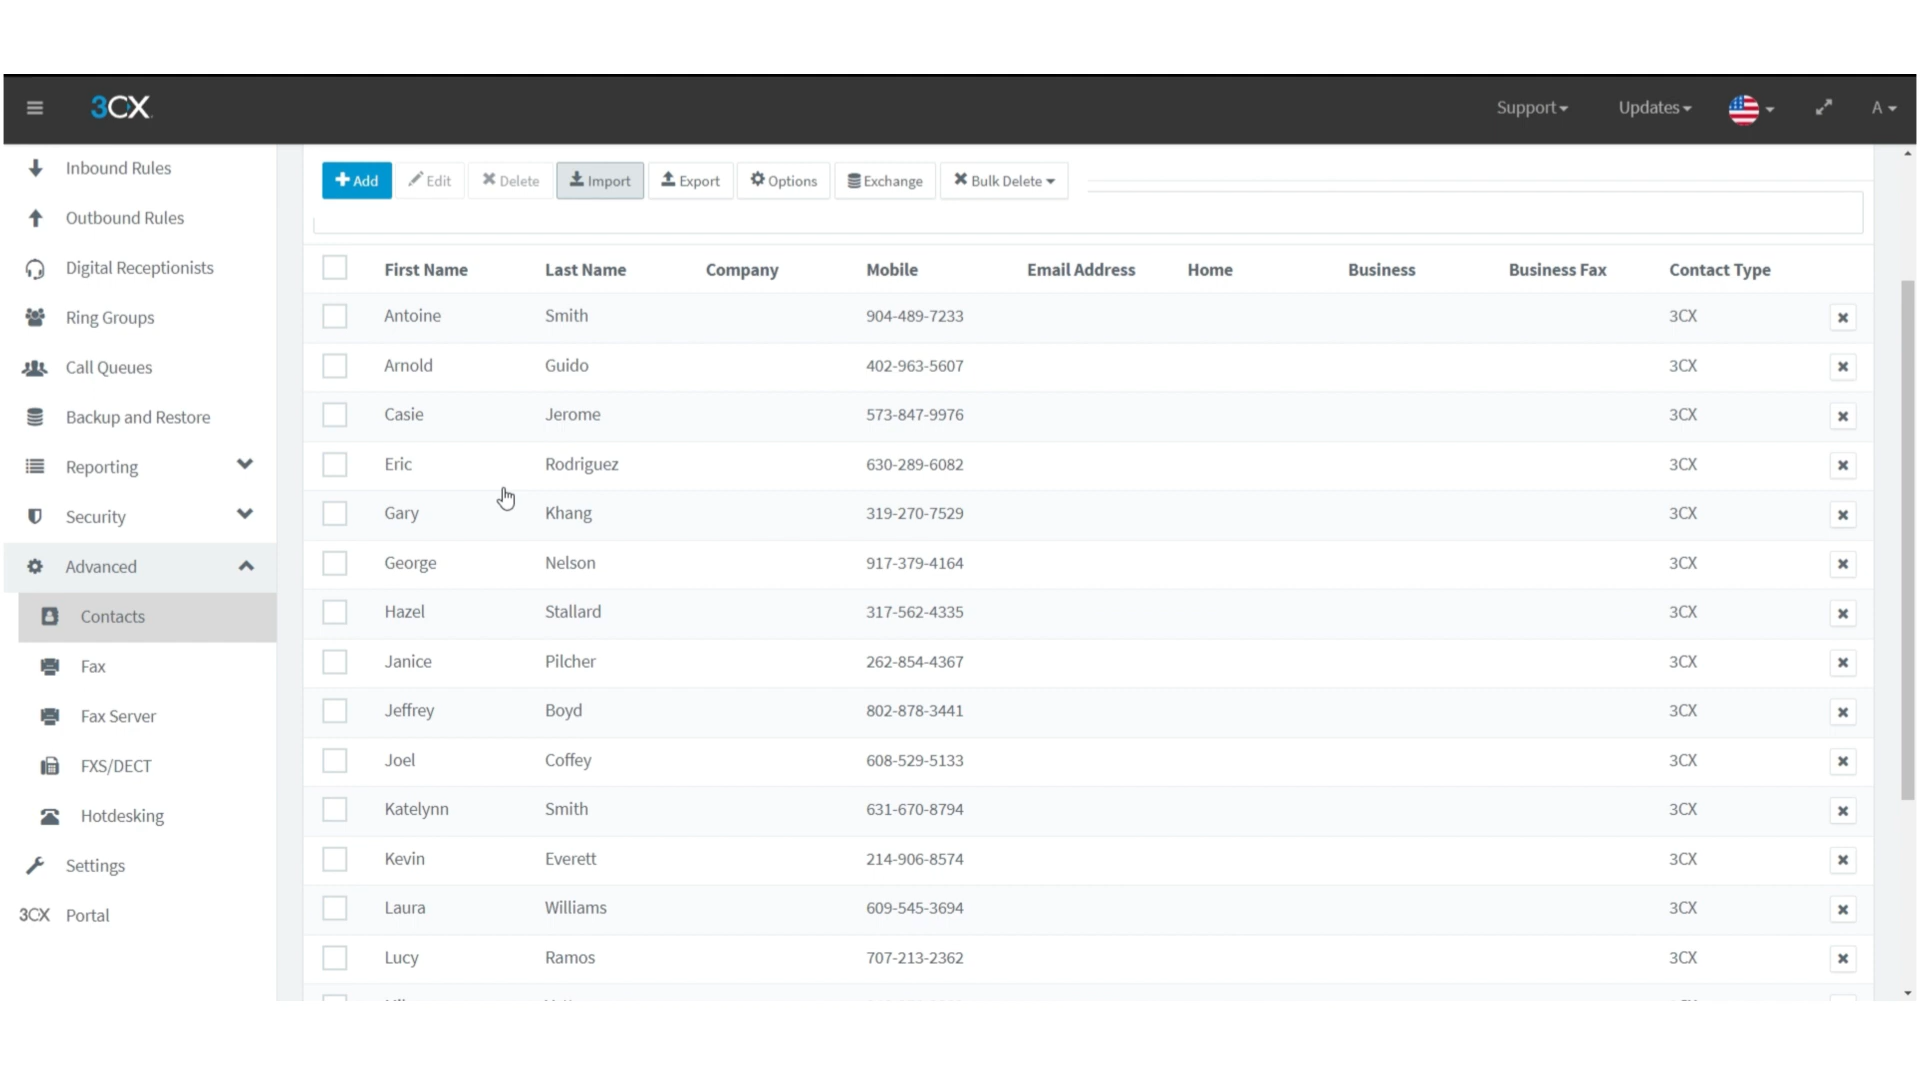 3CX
Support
Updates
A
Inbound Rules
Outbound Rules
Digital Receptionists
Ring Groups
Call Queues
Backup and Restore
Reporting
Security
Advanced
Contacts
Fax
Fax Server
FXS/DECT
Hotdesking
Settings
3CX Portal
+ Add Edit Delete Import Export Options Exchange Bulk Delete
First Name Last Name Company Mobile Email Address Home Business Business Fax Contact Type
Antoine Smith 904-489-7233 3CX
Arnold Guido 402-963-5607 3CX
Casie Jerome 573-847-9976 3CX
Eric Rodriguez 630-289-6082 3CX
Gary Khang 319-270-7529 3CX
George Nelson 917-379-4164 3CX
Hazel Stallard 317-562-4335 3CX
Janice Pilcher 262-854-4367 3CX
Jeffrey Boyd 802-878-3441 3CX
Joel Coffey 608-529-5133 3CX
Katelynn Smith 631-670-8794 3CX
Kevin Everett 214-906-8574 3CX
Laura Williams 609-545-3694 3CX
Lucy Ramos 707-213-2362 3CX